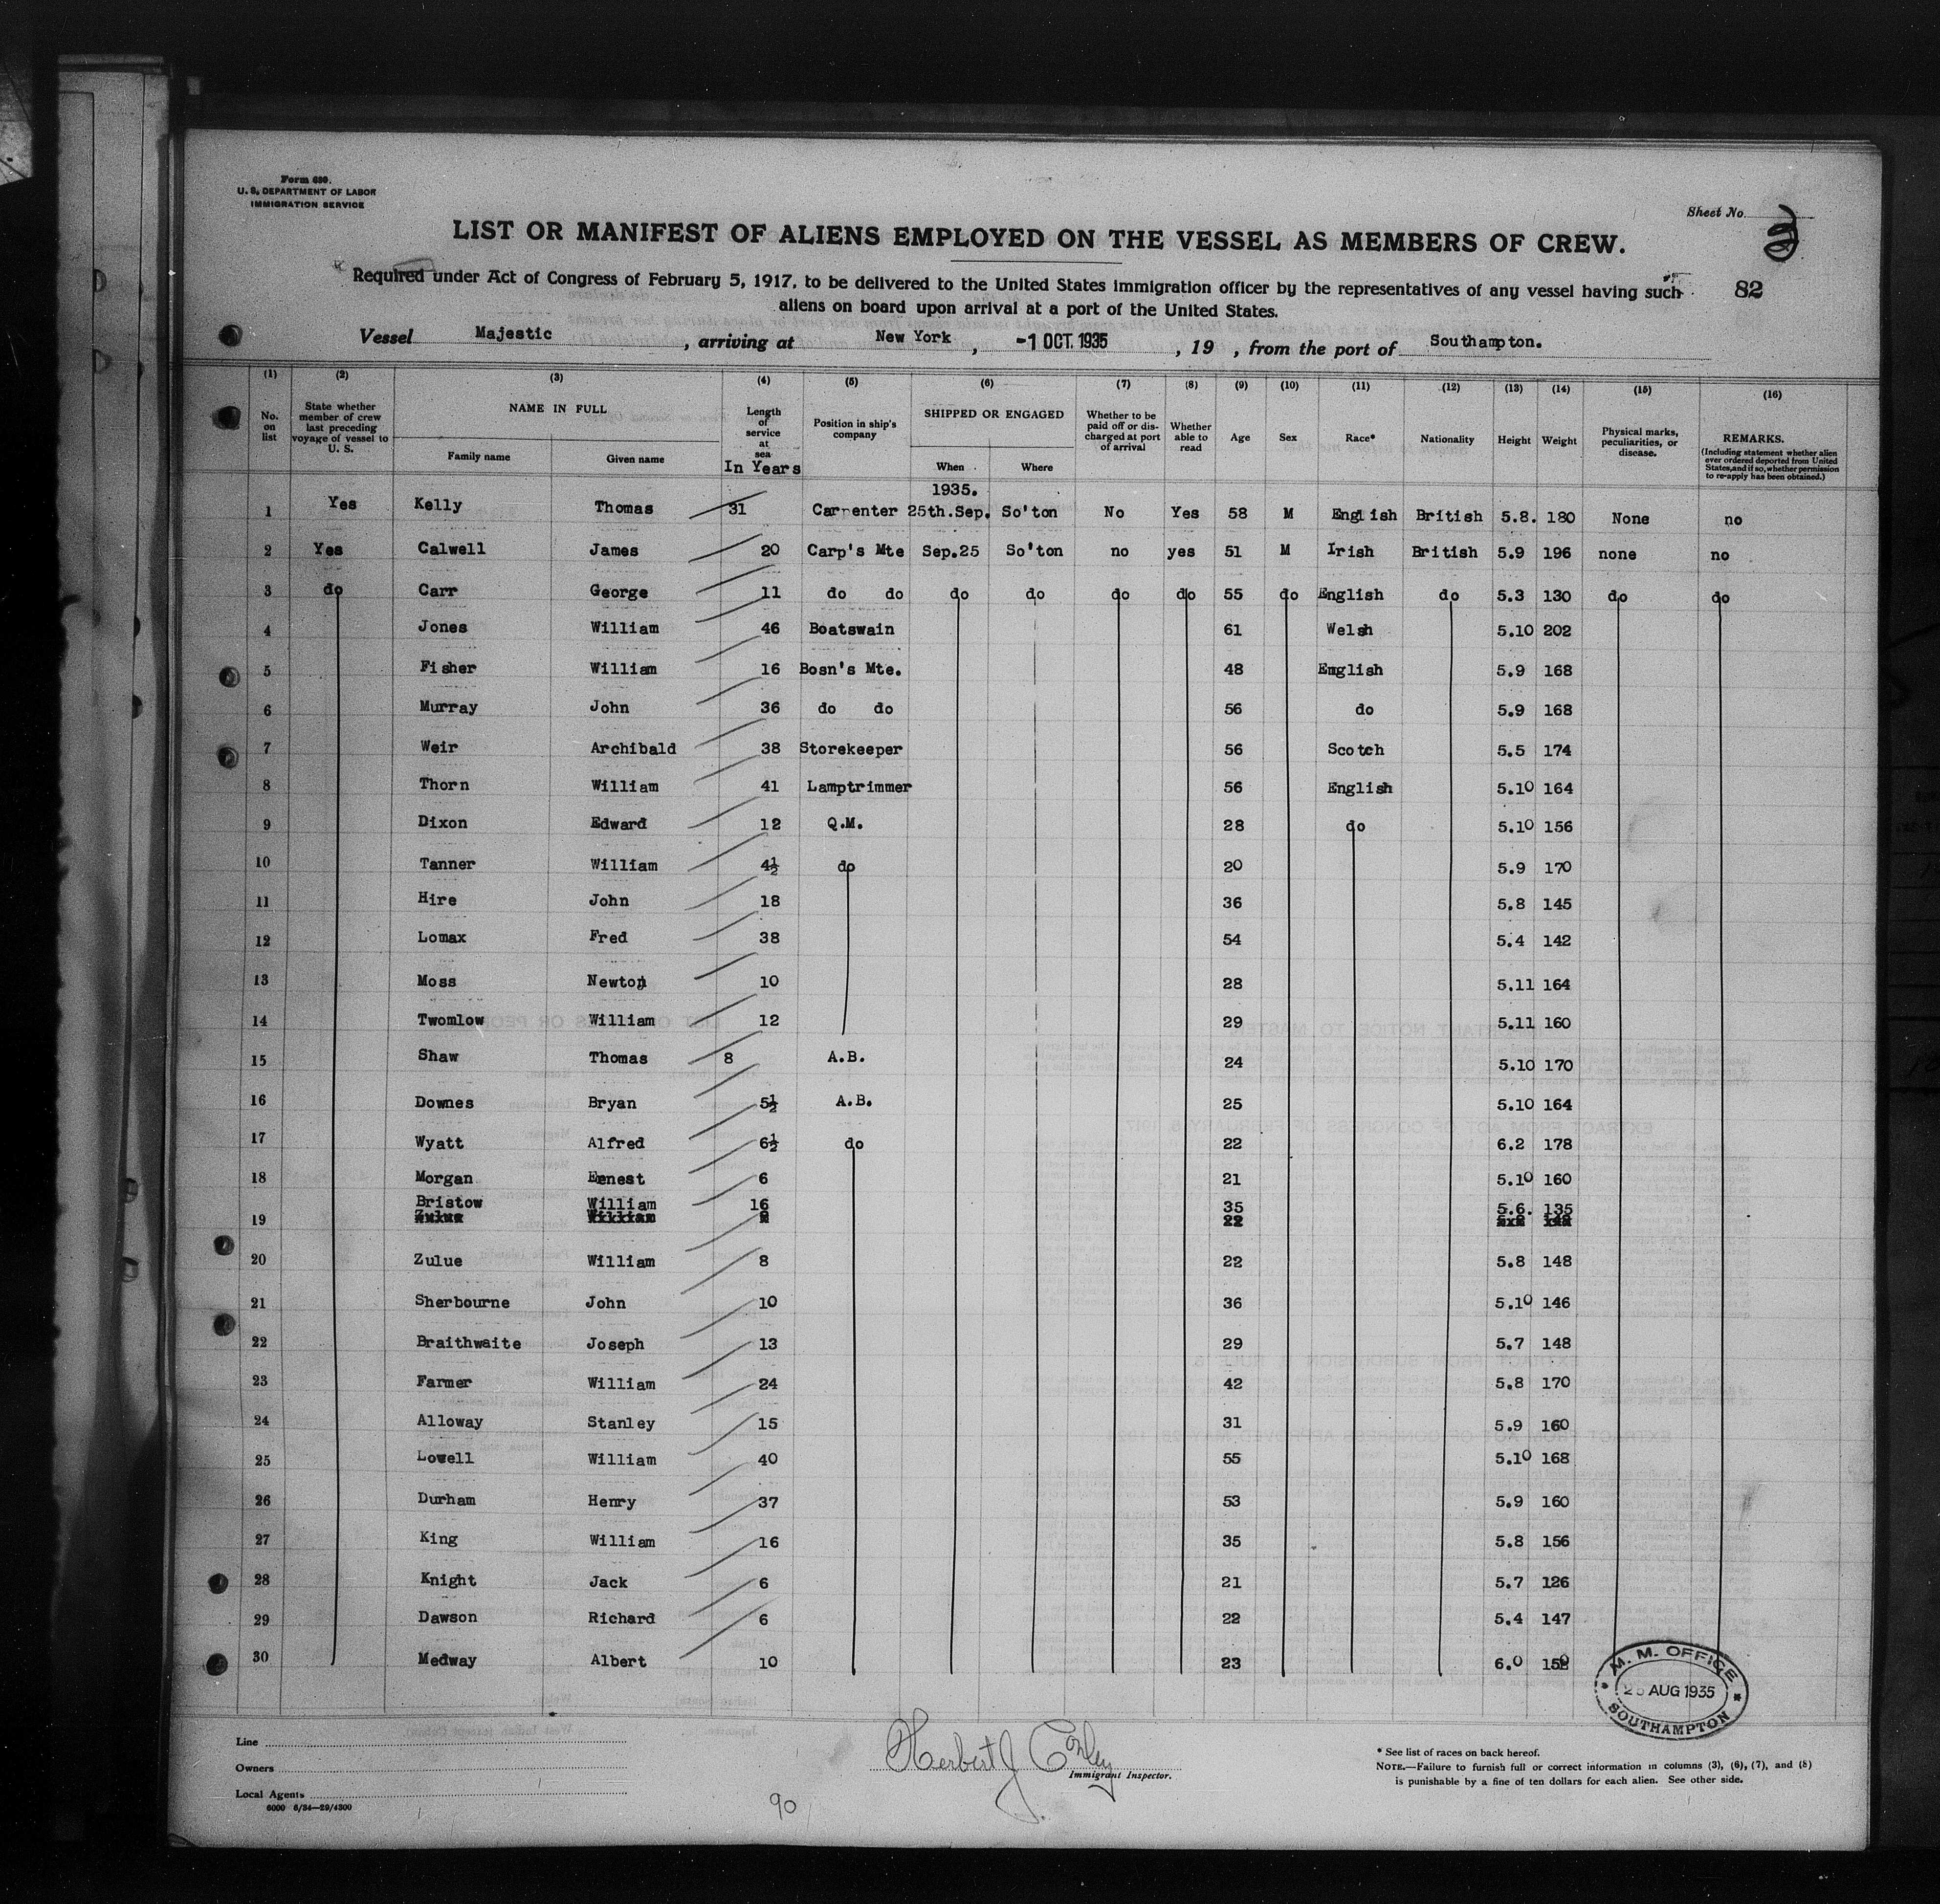 Form 680.
U. S. DEPARTMENT OF LABOR
IMMIGRATION SERVICE
Sheet No.
LIST OR MANIFEST OF ALIENS EMPLOYED ON THE VESSEL AS MEMBERS OF CREW.
Required under Act of Congress of February 5, 1917, to be delivered to the United States immigration officer by the representatives of any vessel having such
82
aliens on board upon arrival at a port of the United States.
Vessel Majestic , arriving at New York , -1 OCT. 1935 , 19 , from the port of Southampton.
(1) (2) (3) (4) (5) (6) (7) (8) (9) (10) (11) (12) (13) (14) (15) (16)
No. on list State whether member of crew last preceding voyage of vessel to U. S. NAME IN FULL Family name Given name Length of service at sea In Years Position in ship's company SHIPPED OR ENGAGED When Where Whether to be paid off or discharged at port of arrival Whether able to read Age Sex Race* Nationality Height Weight Physical marks, peculiarities, or disease. REMARKS. (Including statement whether alien ever ordered deported from United States, and if so, whether permission to re-apply has been obtained.)
1935.
1 Yes Kelly Thomas 31 Carpenter 25th.Sep. So'ton No Yes 58 M English British 5.8. 180 None no
2 Yes Calwell James 20 Carp's Mte Sep.25 So'ton no yes 51 M Irish British 5.9 196 none no
3 do Carr George 11 do do do do do do 55 do English do 5.3 130 do do
4 Jones William 46 Boatswain 61 Welsh 5.10 202
5 Fisher William 16 Bosn's Mte. 48 English 5.9 168
6 Murray John 36 do do 56 do 5.9 168
7 Weir Archibald 38 Storekeeper 56 Scotch 5.5 174
8 Thorn William 41 Lamptrimmer 56 English 5.10 164
9 Dixon Edward 12 Q.M. 28 do 5.10 156
10 Tanner William 4½ do 20 5.9 170
11 Hire John 18 36 5.8 145
12 Lomax Fred 38 54 5.4 142
13 Moss Newton 10 28 5.11 164
14 Twomlow William 12 29 5.11 160
15 Shaw Thomas 8 A.B. 24 5.10 170
16 Downes Bryan 5½ A.B. 25 5.10 164
17 Wyatt Alfred 6½ do 22 6.2 178
18 Morgan Ernest 6 21 5.10 160
Bristow William 16 35 5.6. 135
19 Zulue William 22
20 Zulue William 8 22 5.8 148
21 Sherbourne John 10 36 5.10 146
22 Braithwaite Joseph 13 29 5.7 148
23 Farmer William 24 42 5.8 170
24 Alloway Stanley 15 31 5.9 160
25 Lowell William 40 55 5.10 168
26 Durham Henry 37 53 5.9 160
27 King William 16 35 5.8 156
28 Knight Jack 6 21 5.7 126
29 Dawson Richard 6 22 5.4 147
30 Medway Albert 10 23 6.0
M. M. OFFICE
AUG 1935
SOUTHAMPTON
Line
Owners
Local Agents
6000 5/34—29/4300
90
Herbert J. Conley
Immigrant Inspector.
* See list of races on back hereof.
NOTE.—Failure to furnish full or correct information in columns (3), (6), (7), and (8)
is punishable by a fine of ten dollars for each alien. See other side.